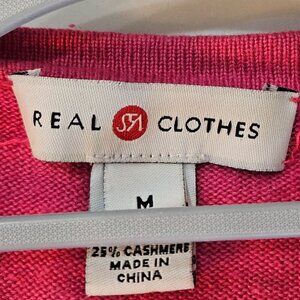 REAL CLOTHES
M
25% CASHMERE
MADE IN
CHINA